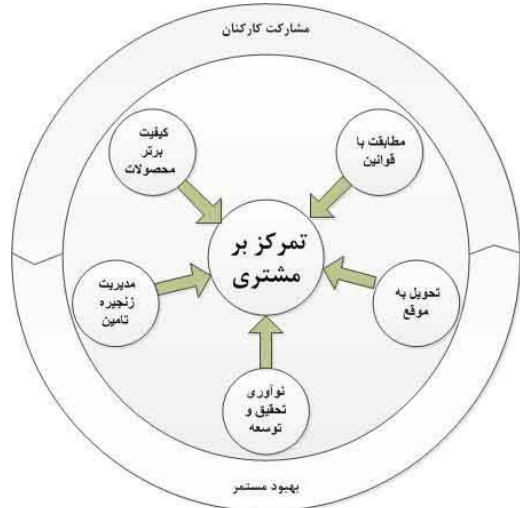 مشارکت کارکنان
کیفیت
برتر
محصولات
مطابقت با
قوانین
تمرکز بر
مشتری
مدیریت
زنجیره
تامین
تحویل به
موقع
نوآوری
تحقیق و
توسعه
بهبود مستمر